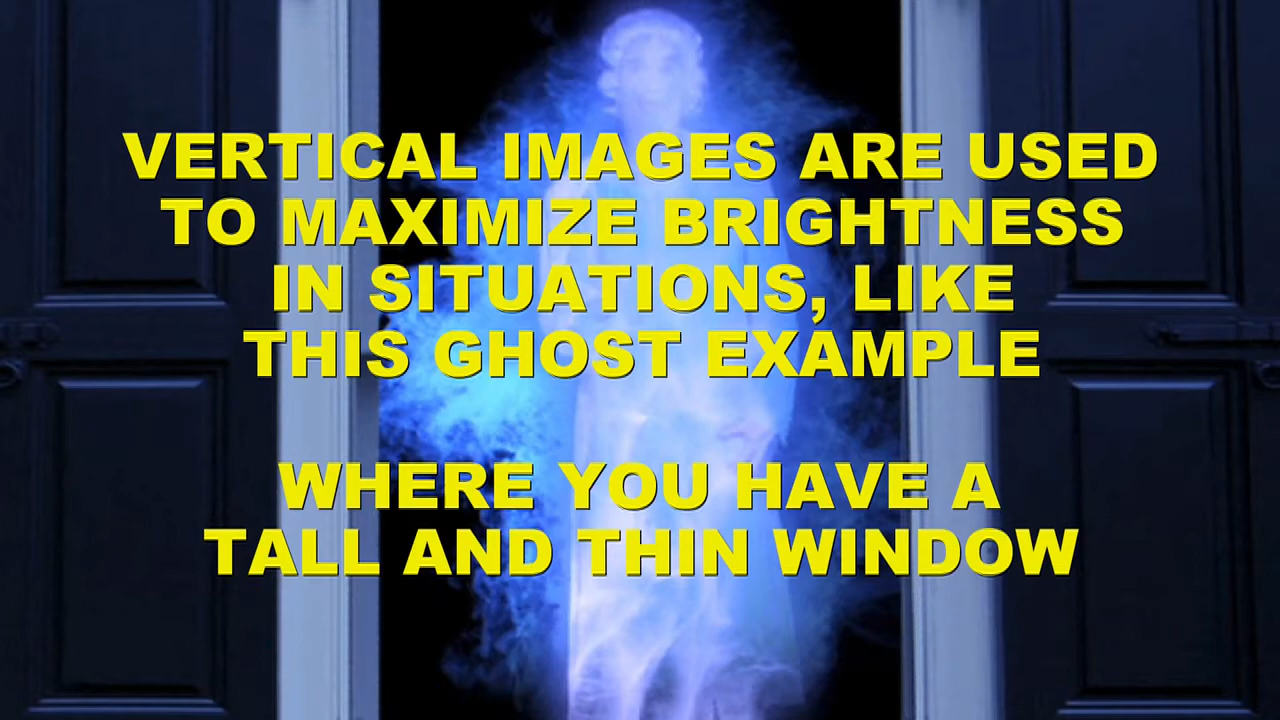 VERTICAL IMAGES ARE USED
TO MAXIMIZE BRIGHTNESS
IN SITUATIONS, LIKE
THIS GHOST EXAMPLE
WHERE YOU HAVE A
TALL AND THIN WINDOW